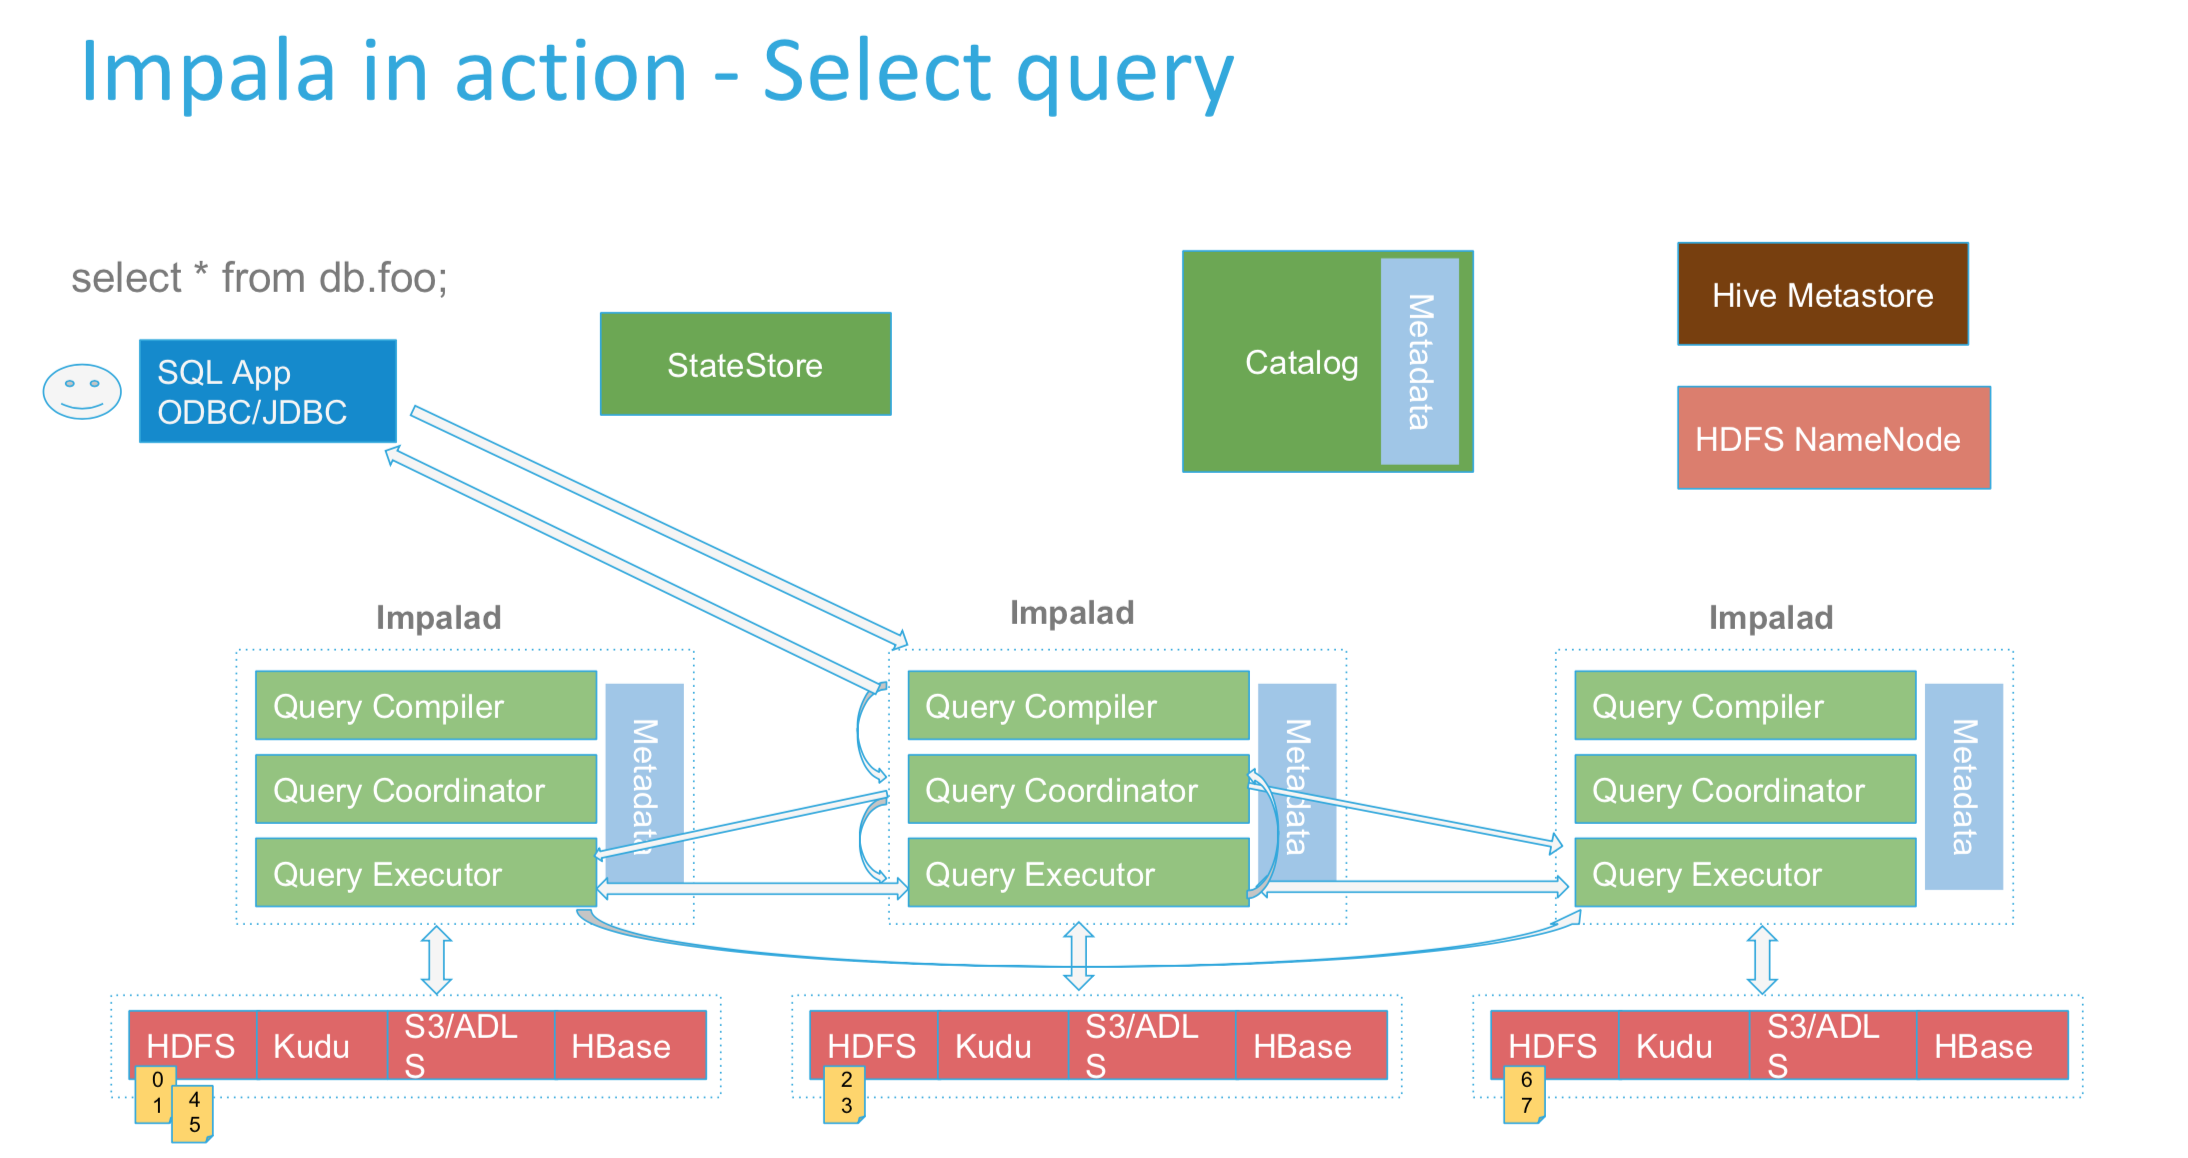 Impala in action - Select query
select * from db.foo;
SQL App
ODBC/JDBC
StateStore
Catalog
Metadata
Hive Metastore
HDFS NameNode
Impalad
Query Compiler
Query Coordinator
Query Executor
Metadata
Impalad
Query Compiler
Query Coordinator
Query Executor
Metadata
Impalad
Query Compiler
Query Coordinator
Query Executor
Metadata
HDFS
Kudu
S3/ADL
S
HBase
0
1
4
5
HDFS
Kudu
S3/ADL
S
HBase
2
3
HDFS
Kudu
S3/ADL
S
HBase
6
7